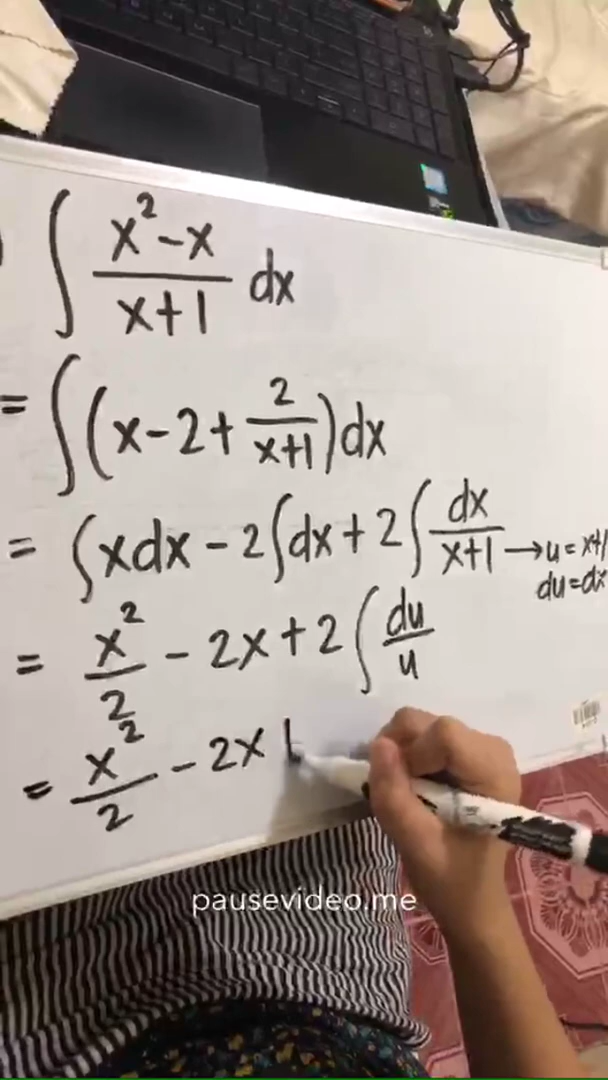 ∫ x² - x / x + 1 dx
= ∫ ( x - 2 + 2 / x+1 ) dx
= ∫ x dx - 2 ∫ dx + 2 ∫ dx / x+1 → u = x+1
du = dx
= x² / 2 - 2x + 2 ∫ du / u
= x² / 2 - 2x
pausevideo.me